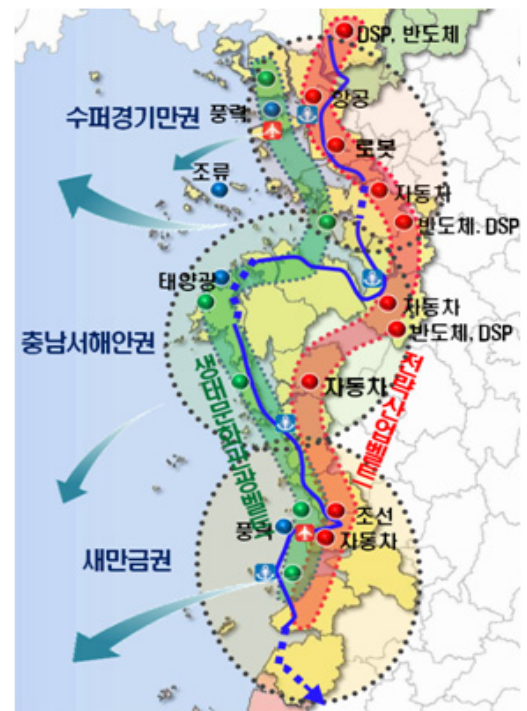 DSP, 반도체
항공
풍력
수퍼경기만권
로봇
조류
자동차
반도체, DSP
태양광
자동차
반도체, DSP
충남서해안권
자동차
생태문화관광벨트
전략산업벨트
조선
풍력
자동차
새만금권